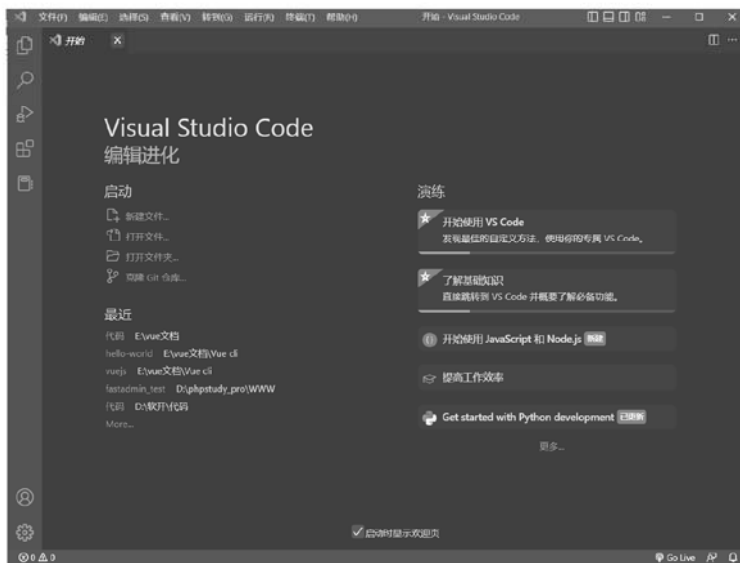 文件(F) 编辑(E) 选择(S) 查看(V) 转到(G) 运行(R) 终端(T) 帮助(H) 开始 - Visual Studio Code
开始
Visual Studio Code
编辑进化
启动
新建文件...
打开文件...
打开文件夹...
克隆 Git 仓库...
最近
代码 E:\vue文档
hello-world E:\vue文档\Vue cli
vuejs E:\vue文档\Vue cli
fastadmin_test D:\phpstudy_pro\WWW
代码 D:\软开\代码
More...
演练
开始使用 VS Code
发现最佳的自定义方法，使用你的专属 VS Code。
了解基础知识
直接跳转到 VS Code 并概要了解必备功能。
开始使用 JavaScript 和 Node.js 新建
提高工作效率
Get started with Python development 已更新
更多...
启动时显示欢迎页
0 0 Go Live